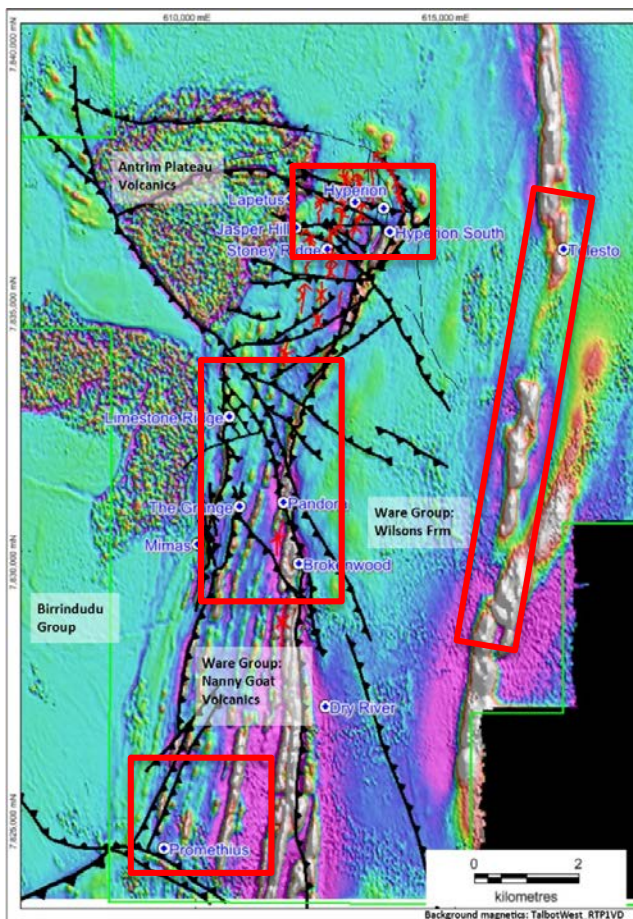 610,000 mE
615,000 mE
7,840,000 mN
Antrim Plateau
Volcanics
Hyperion
Lapetus
Jasper Hill
Hyperion South
Stoney Ridge
Telesto
7,835,000 mN
Limestone Ridge
The Grange
Pandora
Ware Group:
Wilsons Frm
Mimas
7,830,000 mN
Brokenwood
Birrindudu
Group
Ware Group:
Nanny Goat
Volcanics
Dry River
7,825,000 mN
Promethius
0
2
kilometres
Background magnetics: TalbotWest_RTP1VD